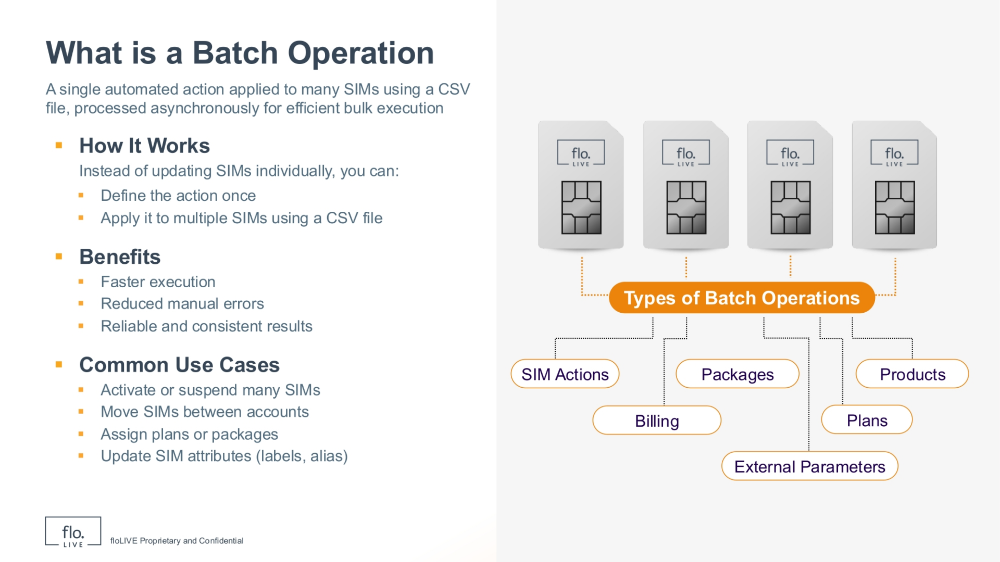 What is a Batch Operation
A single automated action applied to many SIMs using a CSV
file, processed asynchronously for efficient bulk execution
How It Works
Instead of updating SIMs individually, you can:
Define the action once
Apply it to multiple SIMs using a CSV file
Benefits
Faster execution
Reduced manual errors
Reliable and consistent results
Common Use Cases
Activate or suspend many SIMs
Move SIMs between accounts
Assign plans or packages
Update SIM attributes (labels, alias)
flo.
LIVE
floLIVE Proprietary and Confidential
flo.
LIVE
flo.
LIVE
flo.
LIVE
flo.
LIVE
Types of Batch Operations
SIM Actions
Packages
Products
Billing
Plans
External Parameters